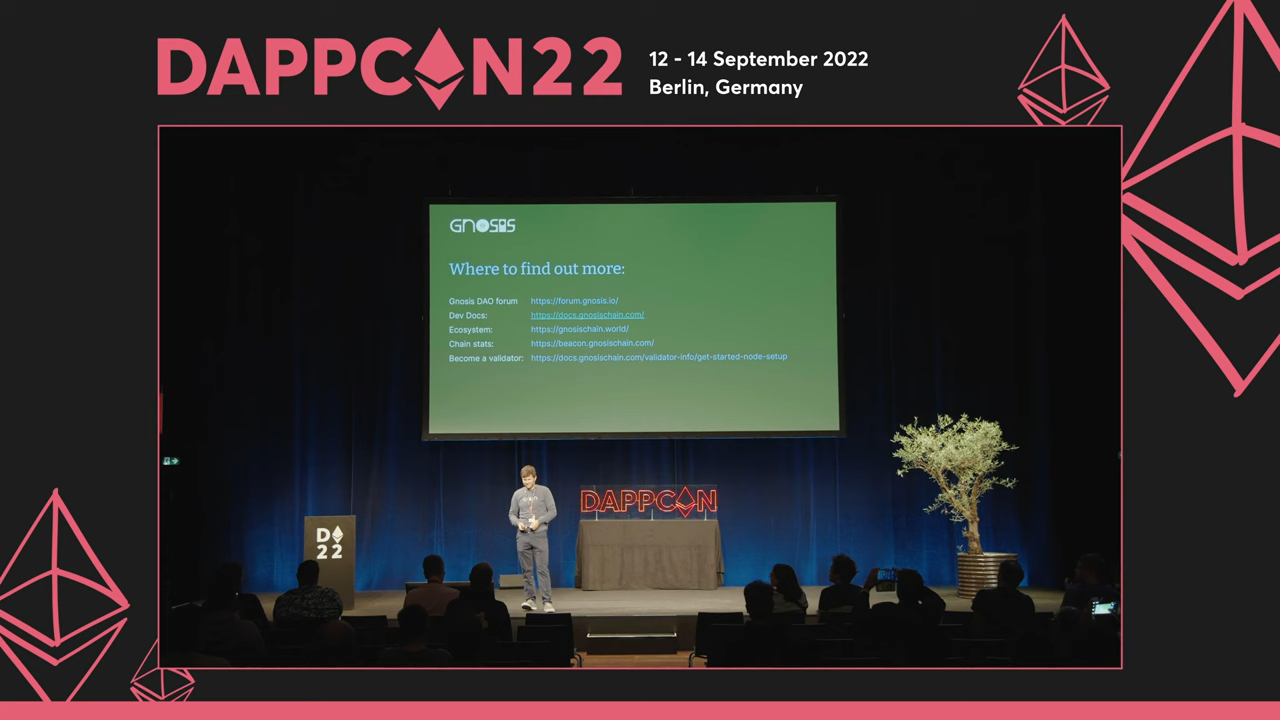 DAPPCON22
12 - 14 September 2022
Berlin, Germany
GNOSIS
Where to find out more:
Gnosis DAO forum https://forum.gnosis.io/
Dev Docs: https://docs.gnosischain.com/
Ecosystem: https://gnosischain.world/
Chain stats: https://beacon.gnosischain.com/
Become a validator: https://docs.gnosischain.com/validator-info/get-started-node-setup
DAPPCON
D
22